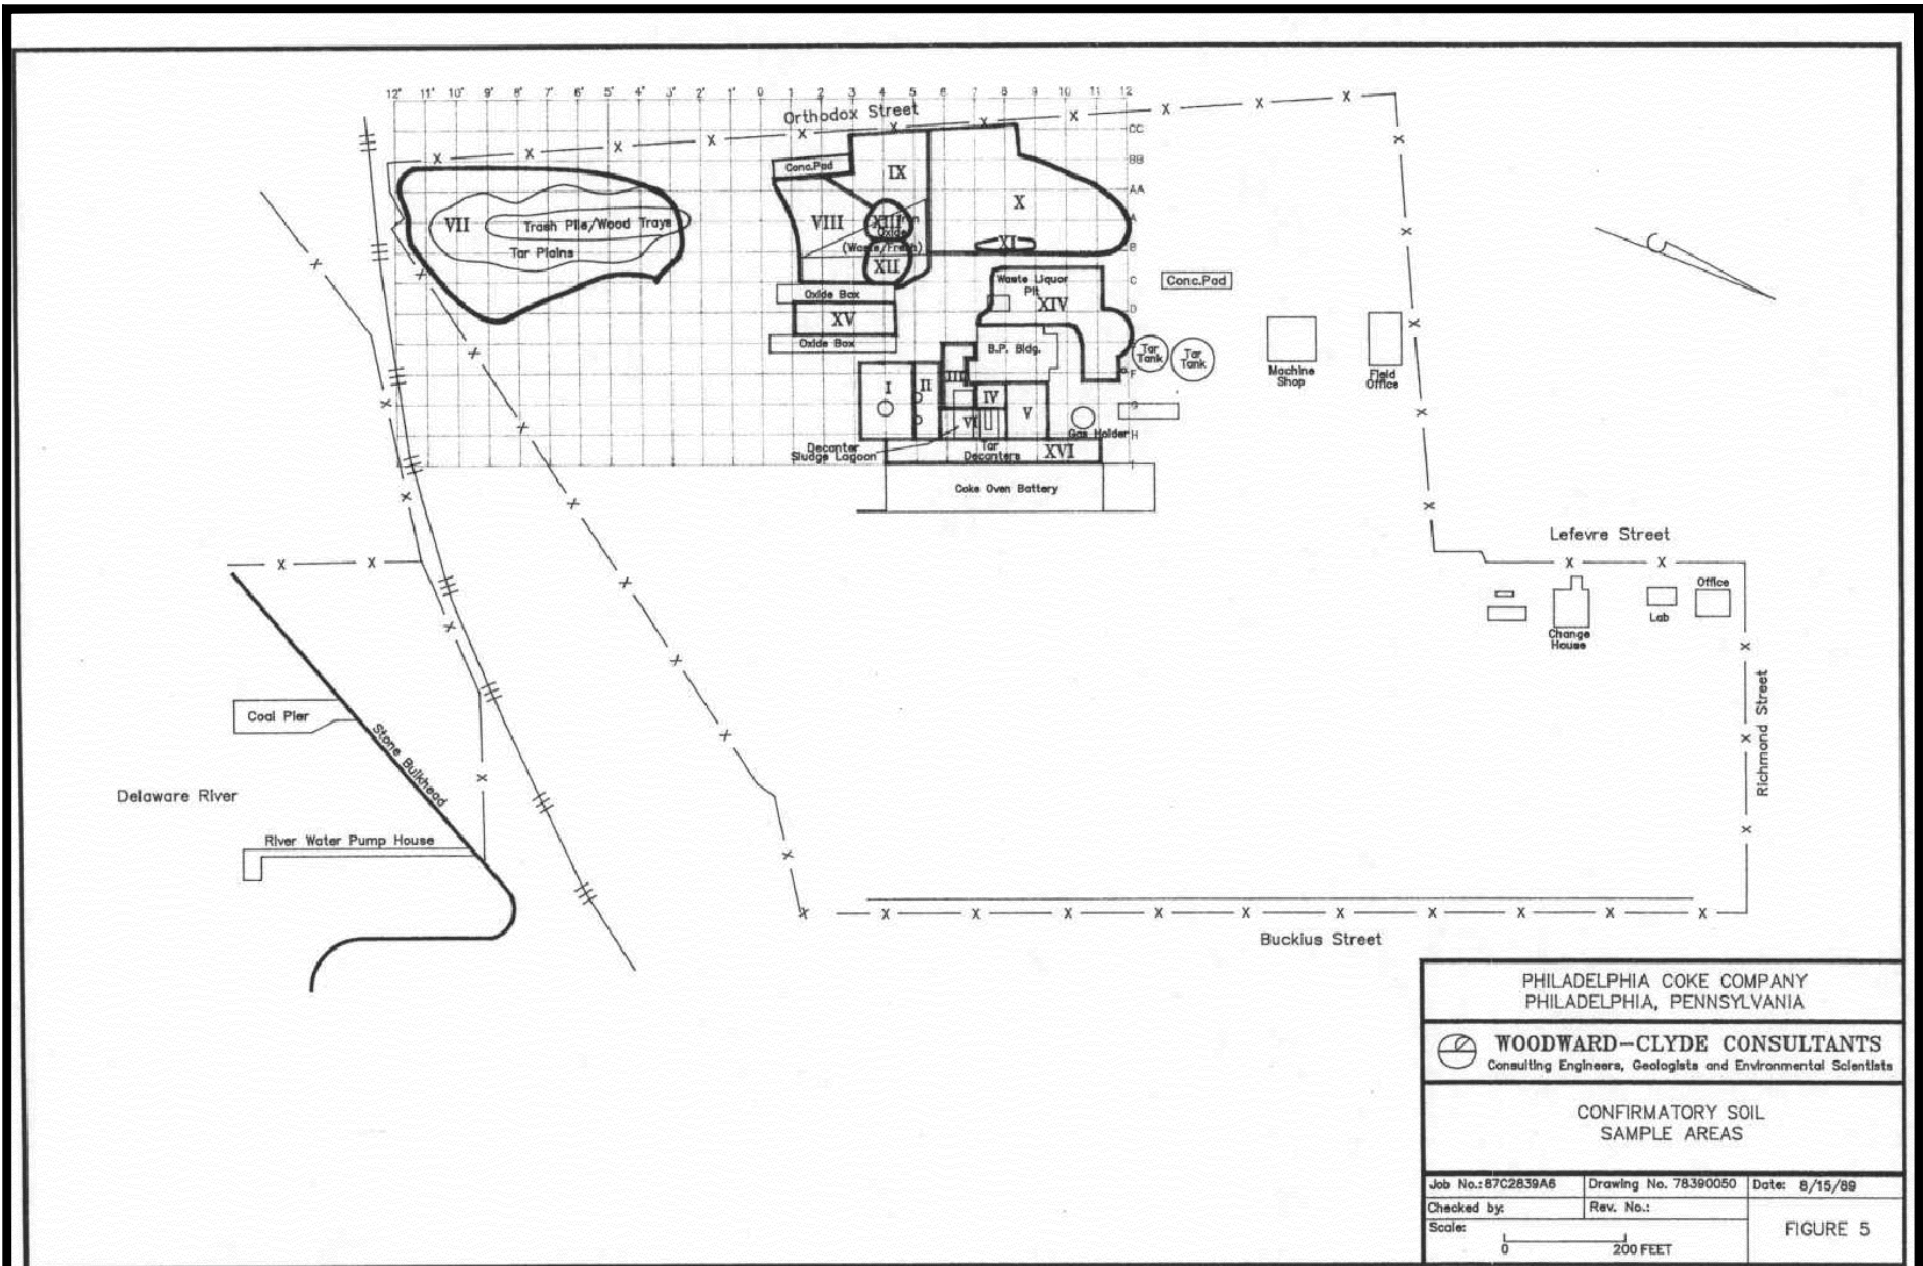 12' 11' 10' 9' 8' 7' 6' 5' 4' 3' 2' 1' 0 1 2 3 4 5 6 7 8 9 10 11 12
Orthodox Street
CC
BB
AA
A
B
C
D
F
G
H
I
Conc.Pad
IX
X
VII
Trash Pile/Wood Trays
Tar Plains
VIII
XIII
Iron
Oxide
(Waste/Fresh)
XI
XII
Waste Liquor
Pit
XIV
Conc.Pad
Oxide Box
XV
Oxide Box
B.P. Bldg.
Tar
Tank
Tar
Tank
Machine
Shop
Field
Office
I
II
III
IV
V
VI
Gas Holder
Decanter
Sludge Lagoon
Tar
Decanters
XVI
Coke Oven Battery
Lefevre Street
Office
Lab
Change
House
Richmond Street
Coal Pier
Stone Bulkhead
Delaware River
River Water Pump House
Buckius Street
PHILADELPHIA COKE COMPANY
PHILADELPHIA, PENNSYLVANIA
WOODWARD-CLYDE CONSULTANTS
Consulting Engineers, Geologists and Environmental Scientists
CONFIRMATORY SOIL
SAMPLE AREAS
Job No.:87C2839A6
Drawing No. 78390050
Date: 8/15/89
Checked by:
Rev. No.:
Scale:
0 200 FEET
FIGURE 5